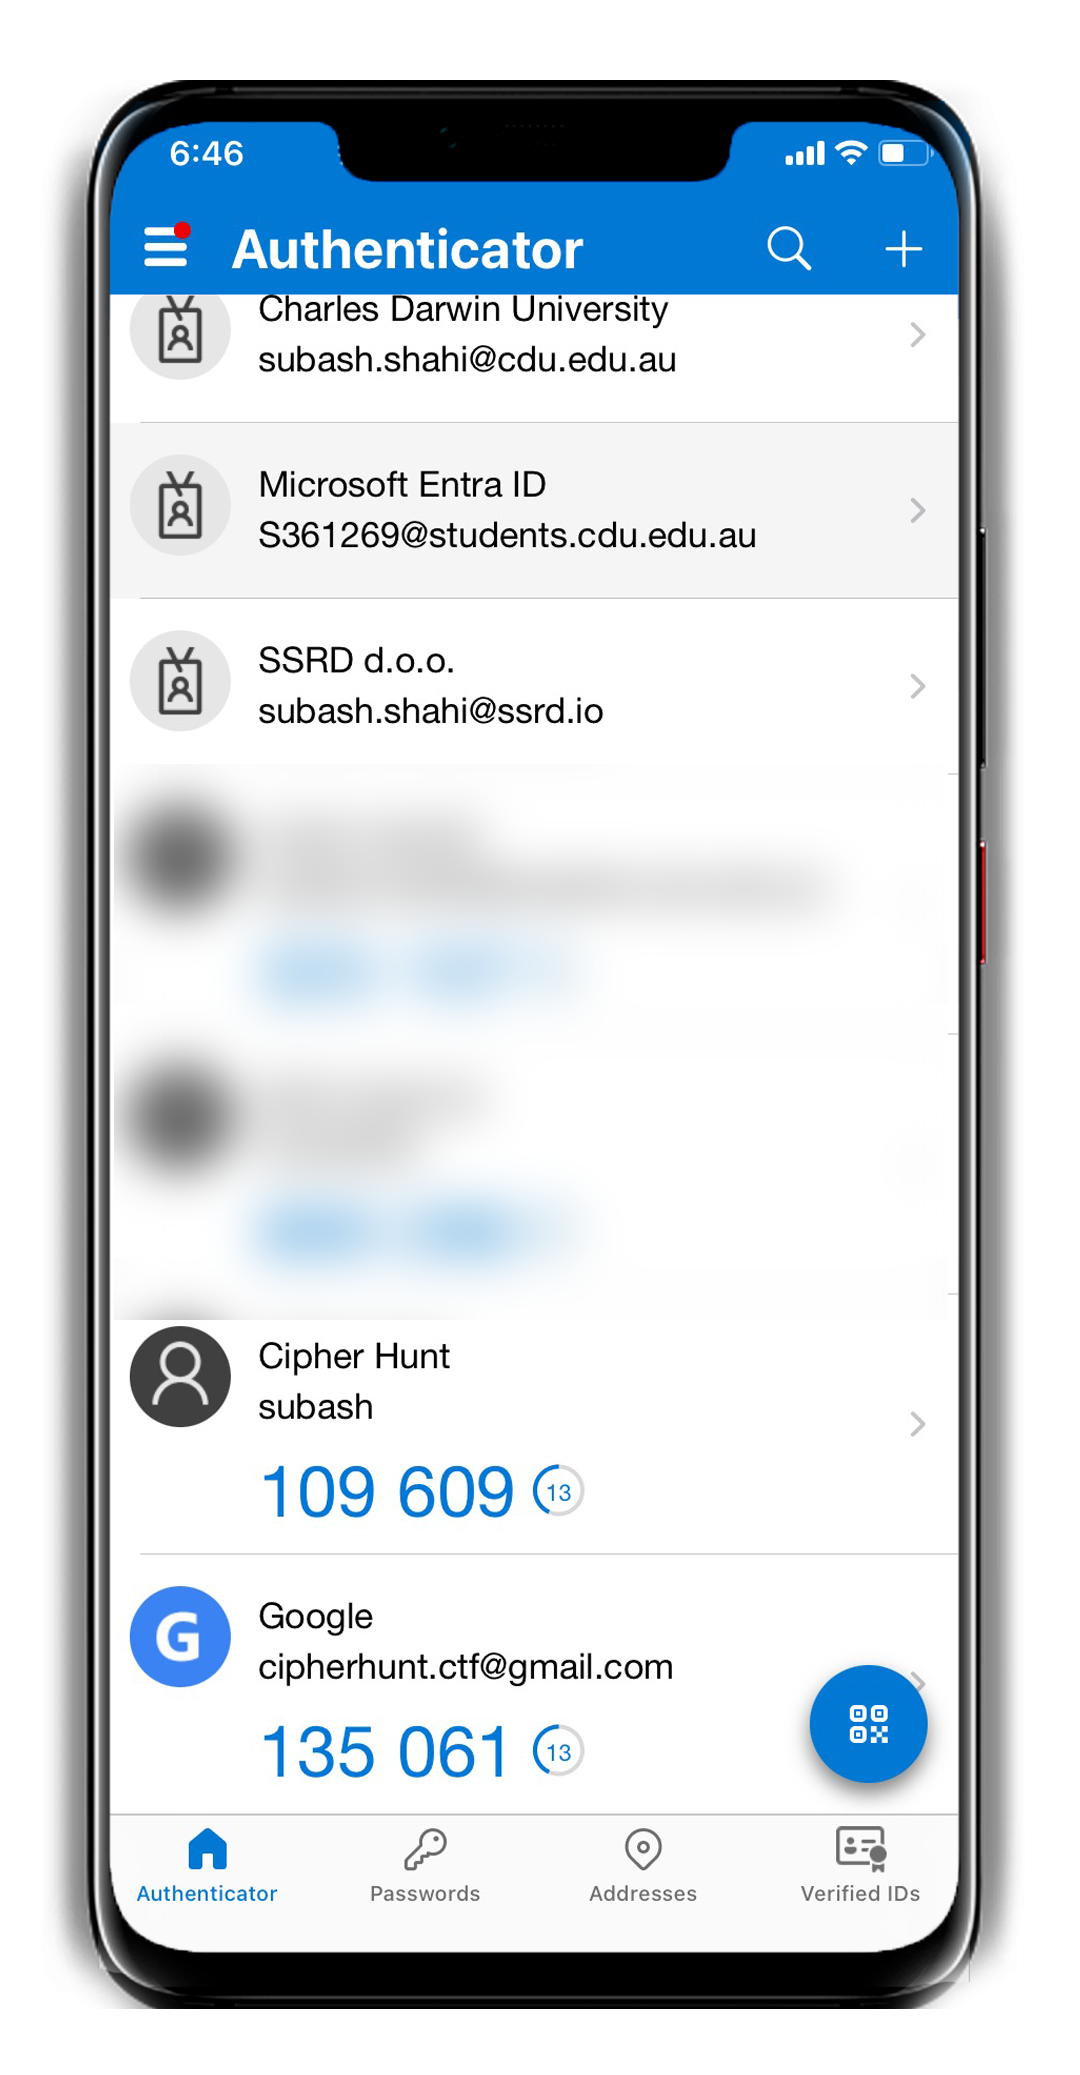 6:46
Authenticator
Charles Darwin University
subash.shahi@cdu.edu.au
Microsoft Entra ID
S361269@students.cdu.edu.au
SSRD d.o.o.
subash.shahi@ssrd.io
Cipher Hunt
subash
109 609 13
Google
cipherhunt.ctf@gmail.com
135 061 13
Authenticator Passwords Addresses Verified IDs